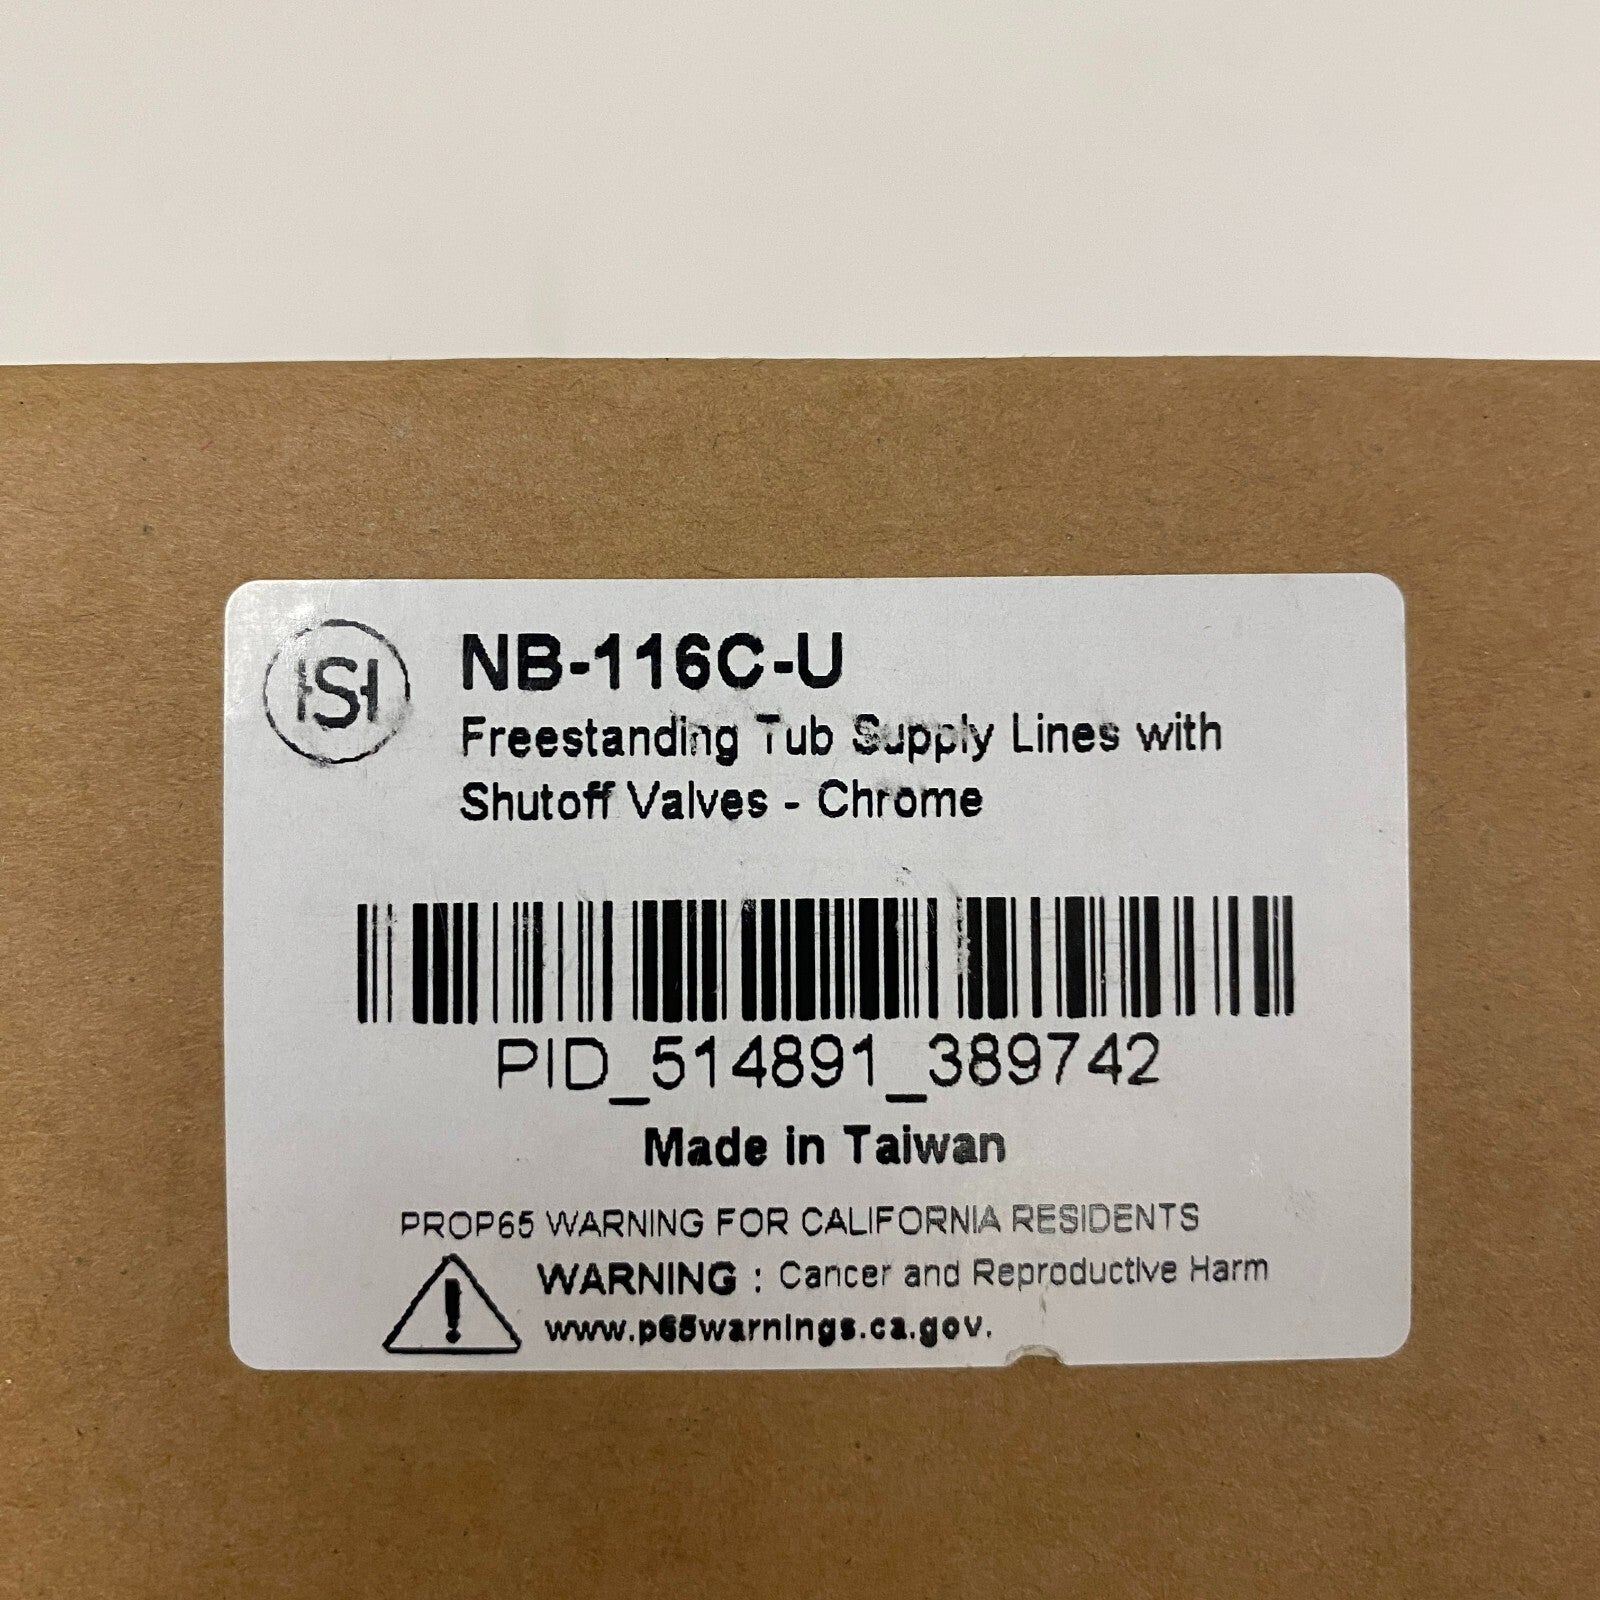 HSH
NB-116C-U
Freestanding Tub Supply Lines with
Shutoff Valves - Chrome
PID_514891_389742
Made in Taiwan
PROP65 WARNING FOR CALIFORNIA RESIDENTS
WARNING : Cancer and Reproductive Harm
www.p65warnings.ca.gov.